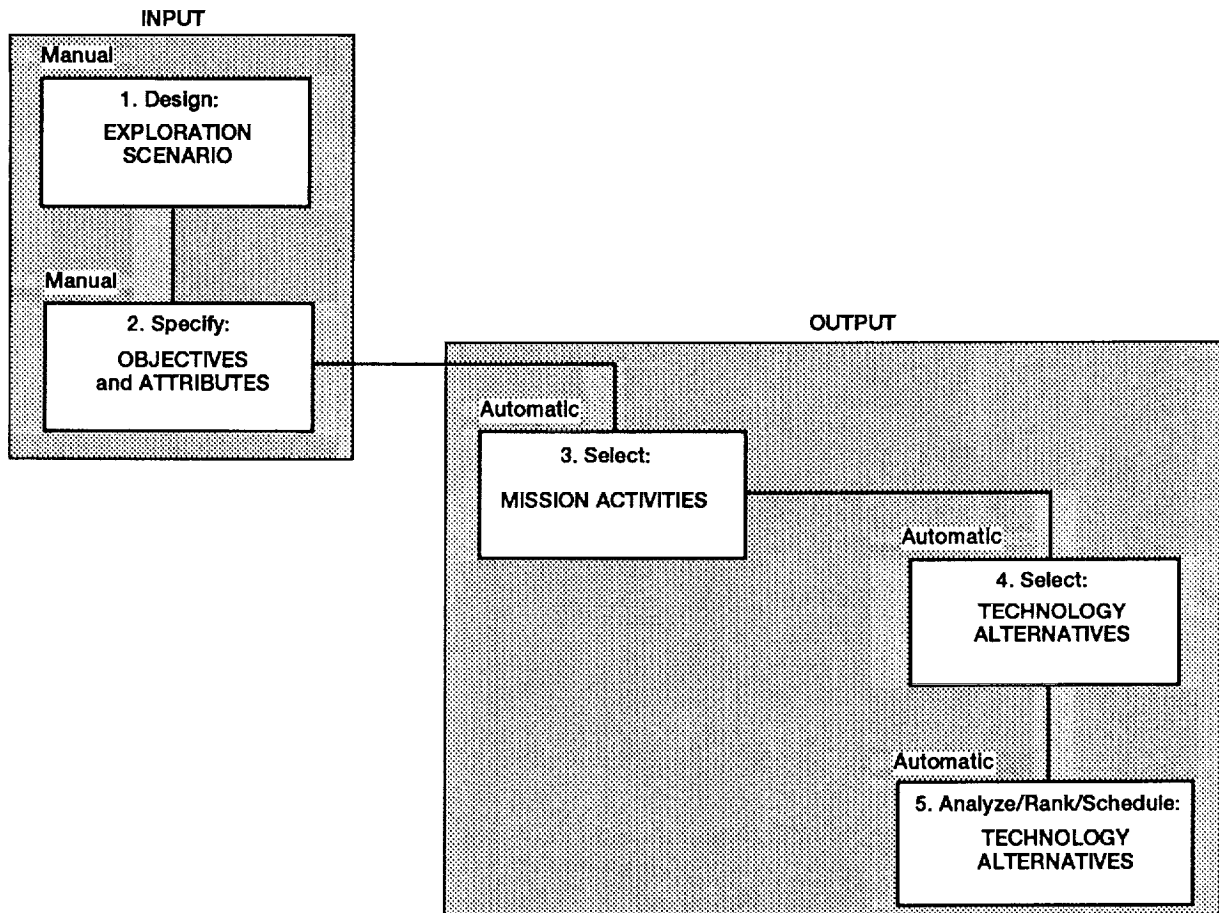 INPUT
Manual
1. Design:
EXPLORATION
SCENARIO
Manual
2. Specify:
OBJECTIVES
and ATTRIBUTES
OUTPUT
Automatic
3. Select:
MISSION ACTIVITIES
Automatic
4. Select:
TECHNOLOGY
ALTERNATIVES
Automatic
5. Analyze/Rank/Schedule:
TECHNOLOGY
ALTERNATIVES